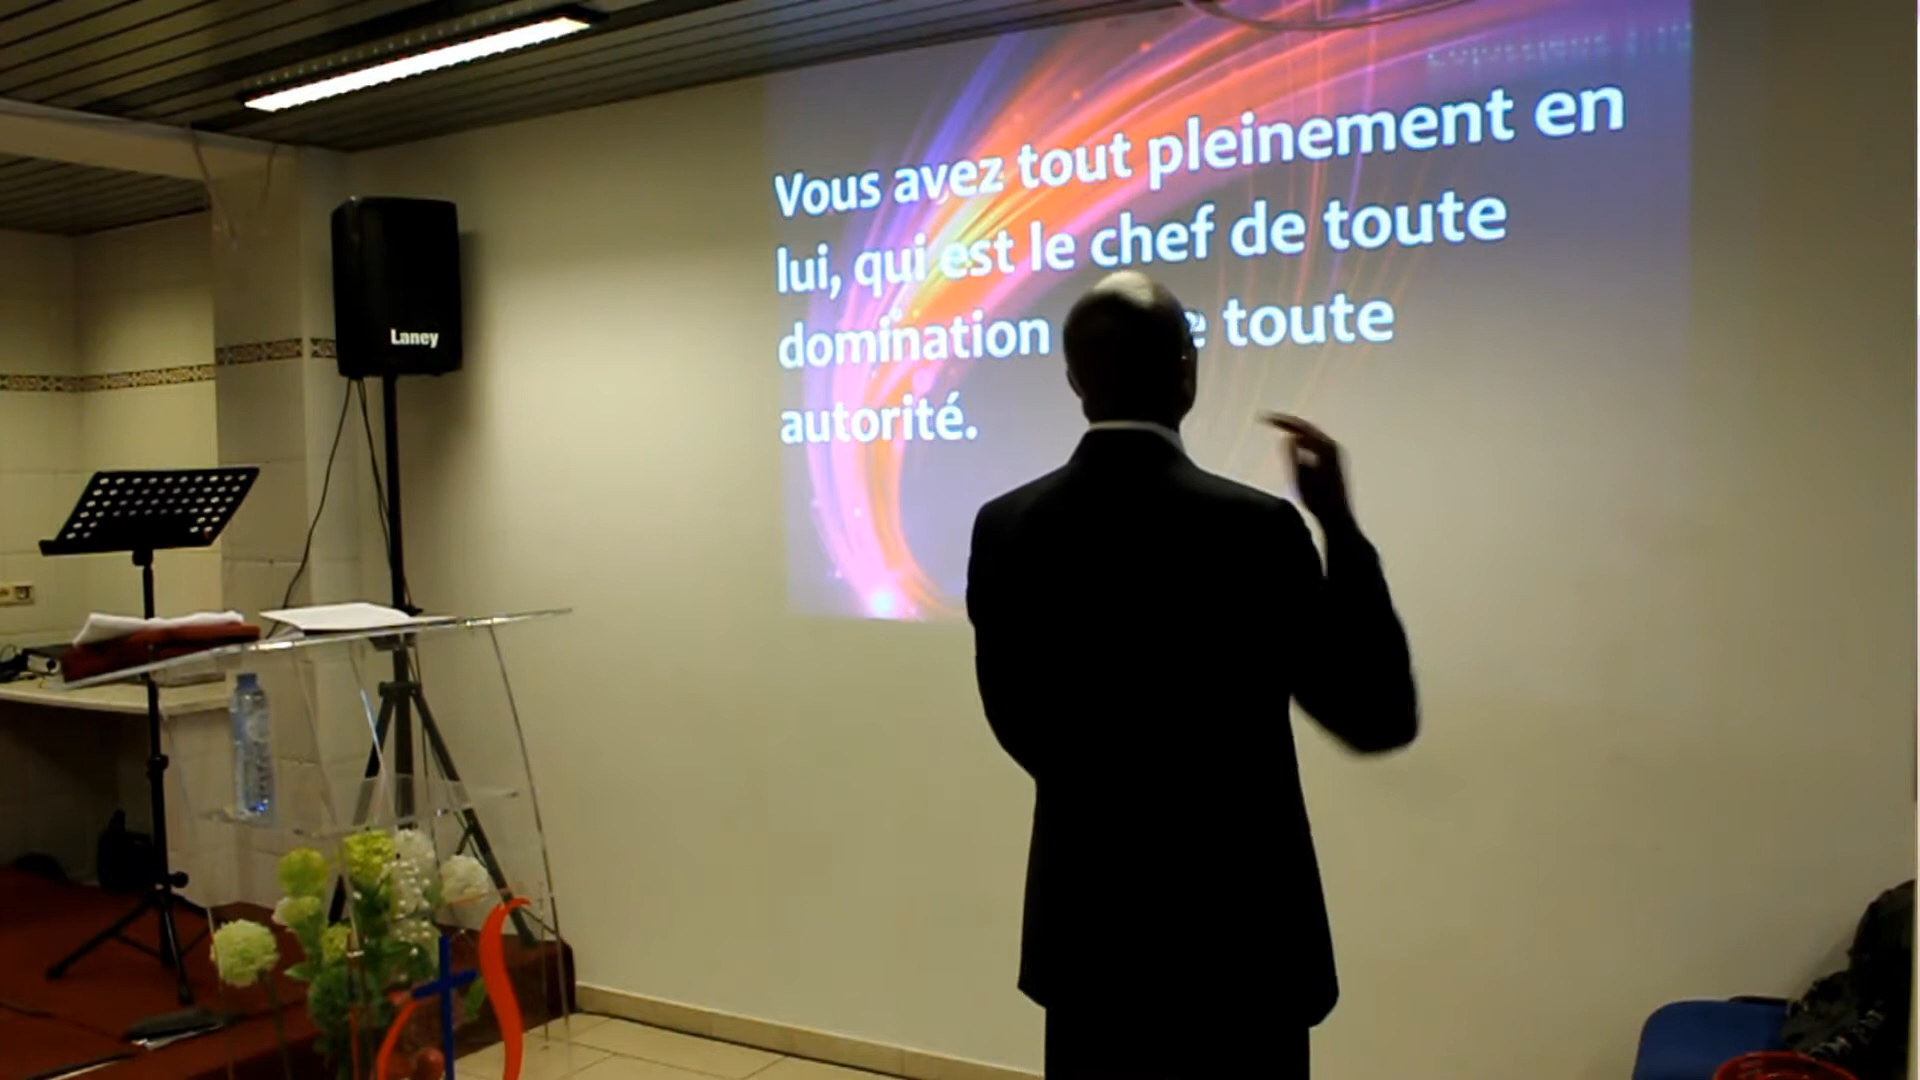 Vous avez tout pleinement en
lui, qui est le chef de toute
domination toute
autorité.
Laney